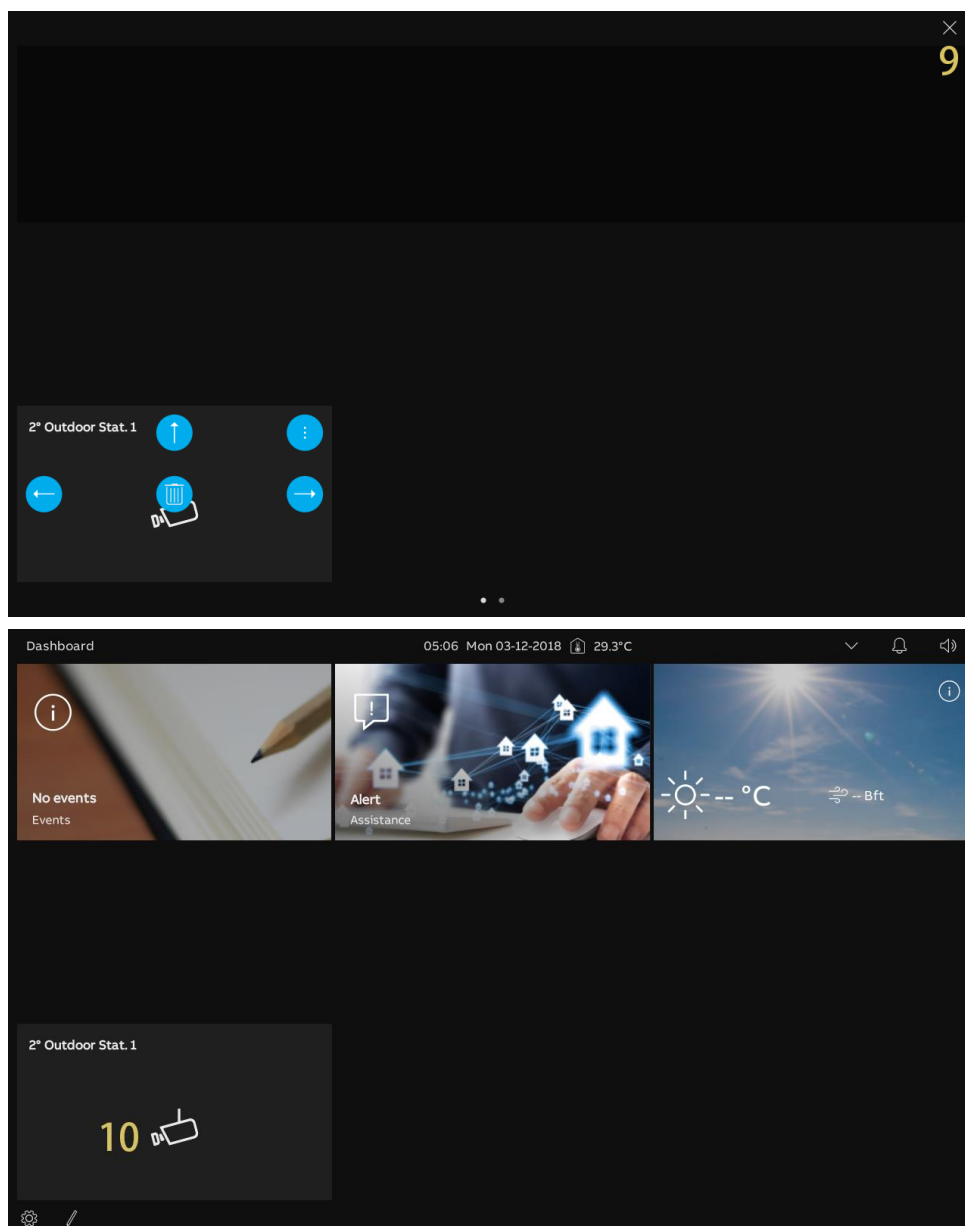 9
2° Outdoor Stat. 1
Dashboard
05:06 Mon 03-12-2018 29.3°C
No events
Events
Alert
Assistance
-- °C
-- Bft
2° Outdoor Stat. 1
10